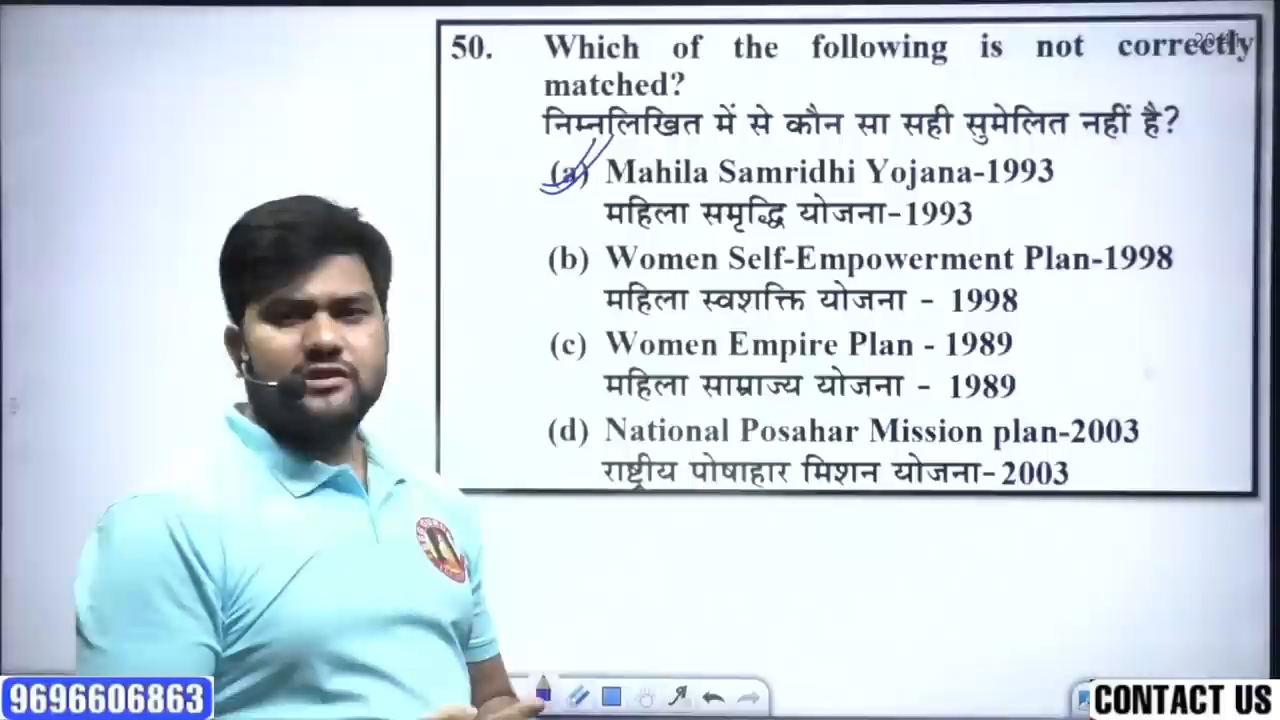 50. Which of the following is not correctly
matched?
निम्नलिखित में से कौन सा सही सुमेलित नहीं है?
(a) Mahila Samridhi Yojana-1993
महिला समृद्धि योजना-1993
(b) Women Self-Empowerment Plan-1998
महिला स्वशक्ति योजना - 1998
(c) Women Empire Plan - 1989
महिला साम्राज्य योजना - 1989
(d) National Posahar Mission plan-2003
राष्ट्रीय पोषाहार मिशन योजना-2003
9696606863
CONTACT US